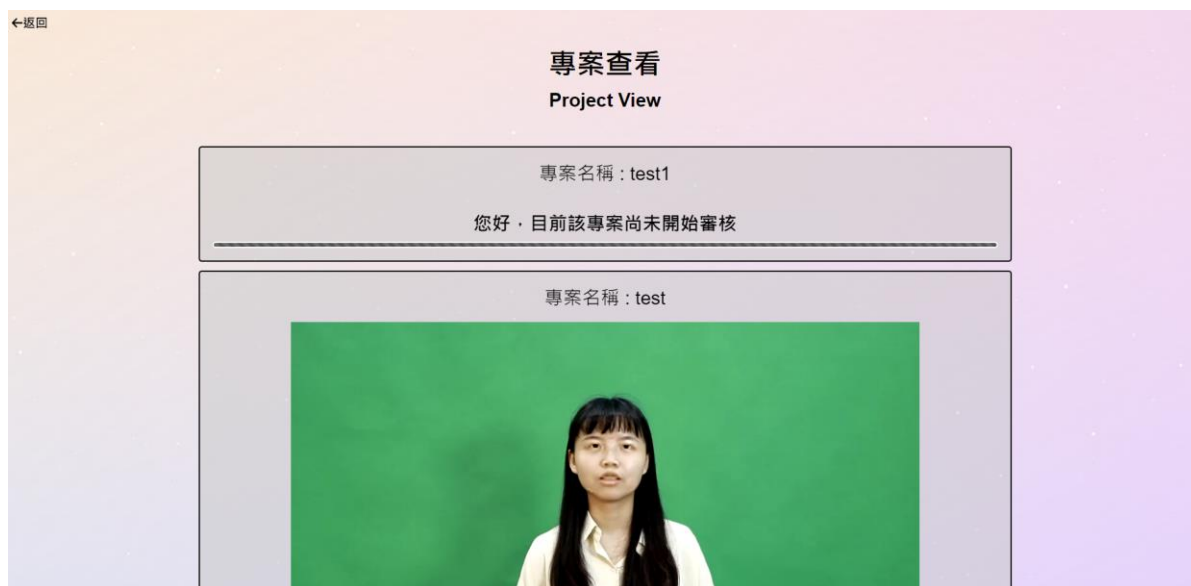 ←返回
專案查看
Project View
專案名稱 : test1
您好，目前該專案尚未開始審核
專案名稱 : test